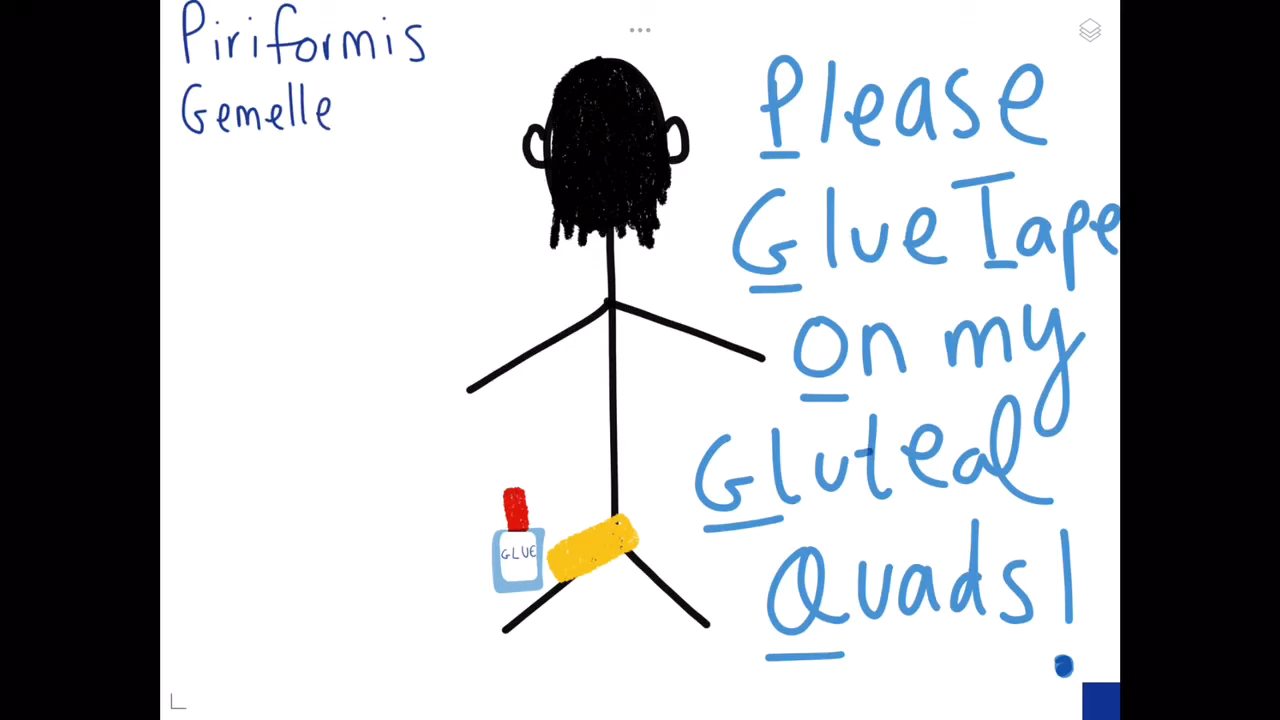 Piriformis
Gemelle
Please
Glue Tape
on my
Gluteal
Quads!
GLUE